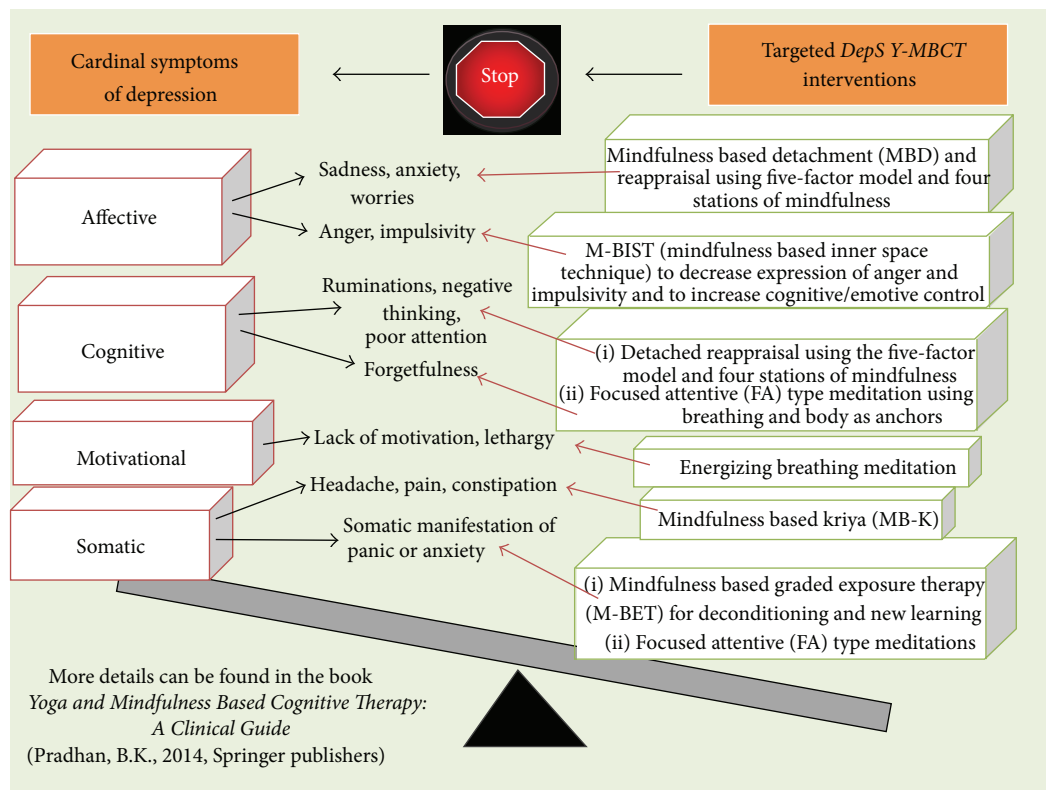 Cardinal symptoms
of depression
Stop
Targeted DepS Y-MBCT
interventions
Affective
Sadness, anxiety,
worries
Anger, impulsivity
Mindfulness based detachment (MBD) and
reappraisal using five-factor model and four
stations of mindfulness
M-BIST (mindfulness based inner space
technique) to decrease expression of anger and
impulsivity and to increase cognitive/emotive control
Cognitive
Ruminations, negative
thinking,
poor attention
Forgetfulness
(i) Detached reappraisal using the five-factor
model and four stations of mindfulness
(ii) Focused attentive (FA) type meditation using
breathing and body as anchors
Motivational
Lack of motivation, lethargy
Energizing breathing meditation
Somatic
Headache, pain, constipation
Somatic manifestation of
panic or anxiety
Mindfulness based kriya (MB-K)
(i) Mindfulness based graded exposure therapy
(M-BET) for deconditioning and new learning
(ii) Focused attentive (FA) type meditations
More details can be found in the book
Yoga and Mindfulness Based Cognitive Therapy:
A Clinical Guide
(Pradhan, B.K., 2014, Springer publishers)